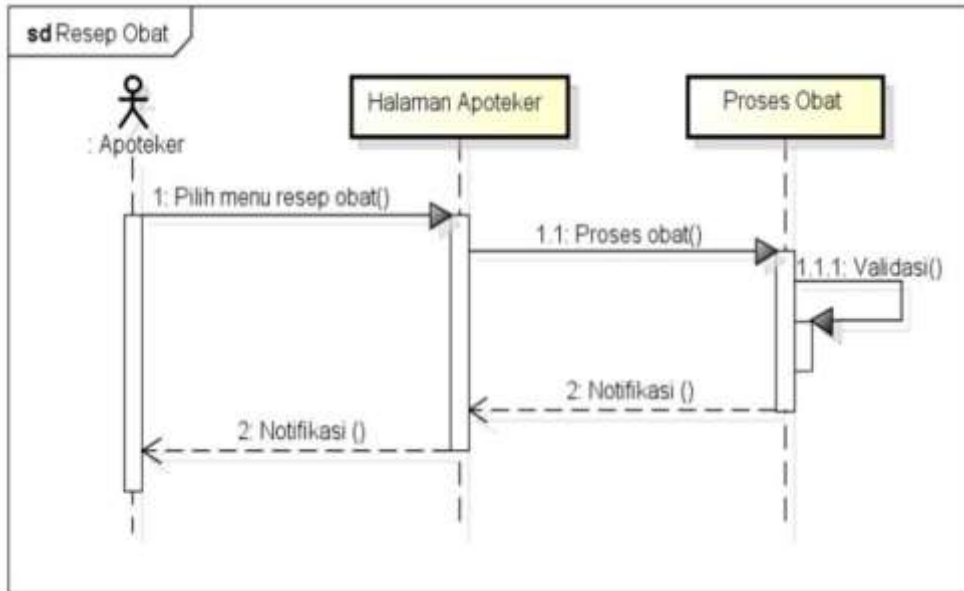 sd Resep Obat
: Apoteker
Halaman Apoteker
Proses Obat
1: Pilih menu resep obat()
1.1: Proses obat()
1.1.1: Validasi()
2: Notifikasi ()
2: Notifikasi ()